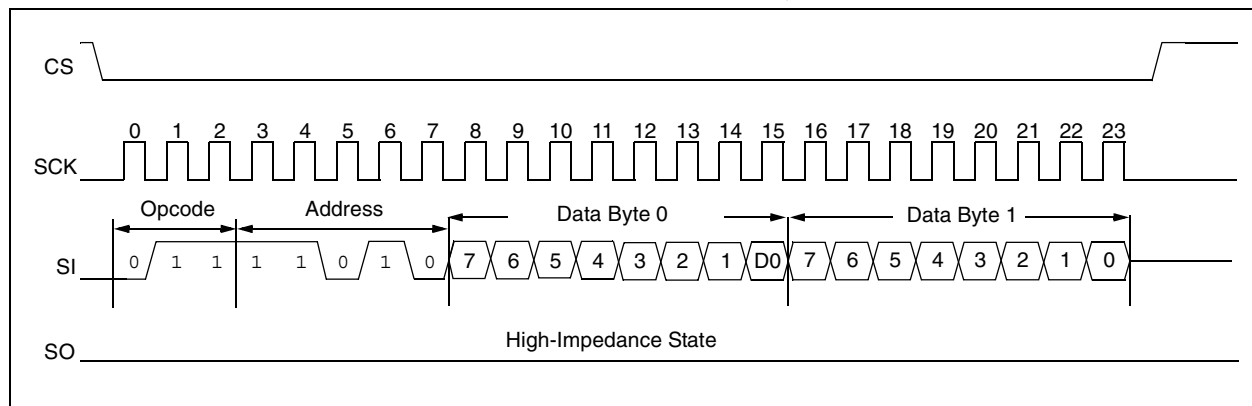 CS
0 1 2 3 4 5 6 7 8 9 10 11 12 13 14 15 16 17 18 19 20 21 22 23
SCK
Opcode Address Data Byte 0 Data Byte 1
SI 0 1 1 1 1 0 1 0 7 6 5 4 3 2 1 D0 7 6 5 4 3 2 1 0
High-Impedance State
SO